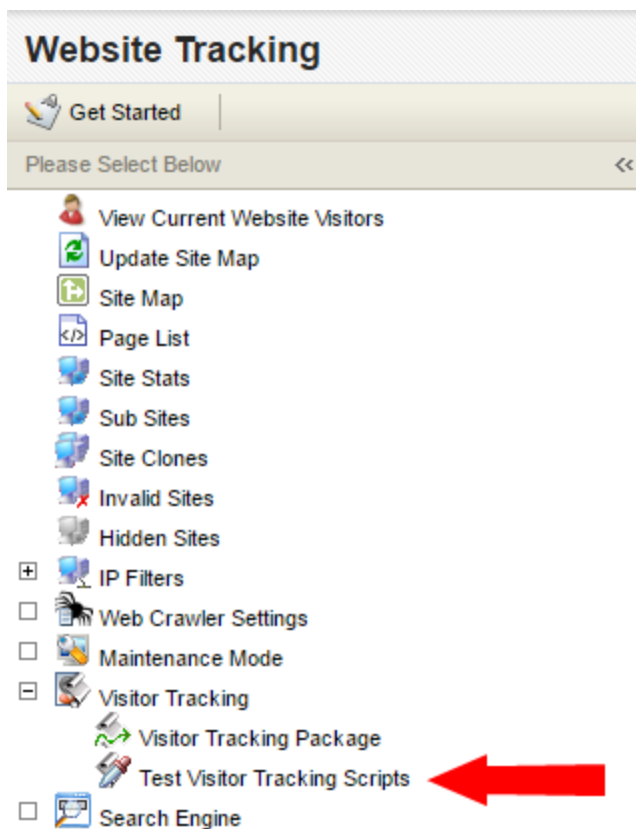 Website Tracking
Get Started
Please Select Below
View Current Website Visitors
Update Site Map
Site Map
Page List
Site Stats
Sub Sites
Site Clones
Invalid Sites
Hidden Sites
IP Filters
Web Crawler Settings
Maintenance Mode
Visitor Tracking
Visitor Tracking Package
Test Visitor Tracking Scripts
Search Engine